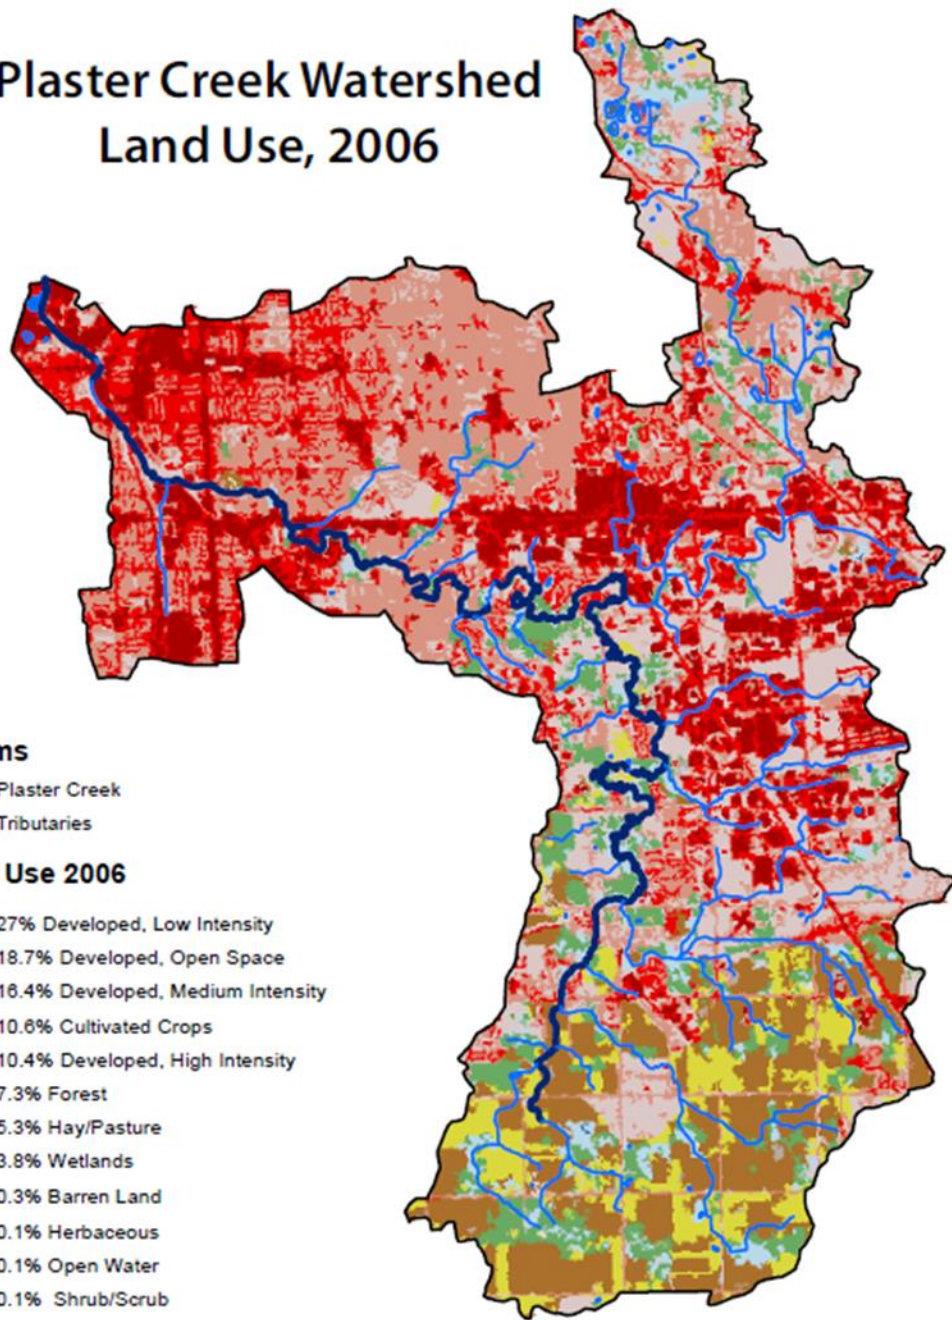 Plaster Creek Watershed
Land Use, 2006
ms
Plaster Creek
Tributaries
Use 2006
27% Developed, Low Intensity
18.7% Developed, Open Space
16.4% Developed, Medium Intensity
10.6% Cultivated Crops
10.4% Developed, High Intensity
7.3% Forest
5.3% Hay/Pasture
3.8% Wetlands
0.3% Barren Land
0.1% Herbaceous
0.1% Open Water
0.1% Shrub/Scrub